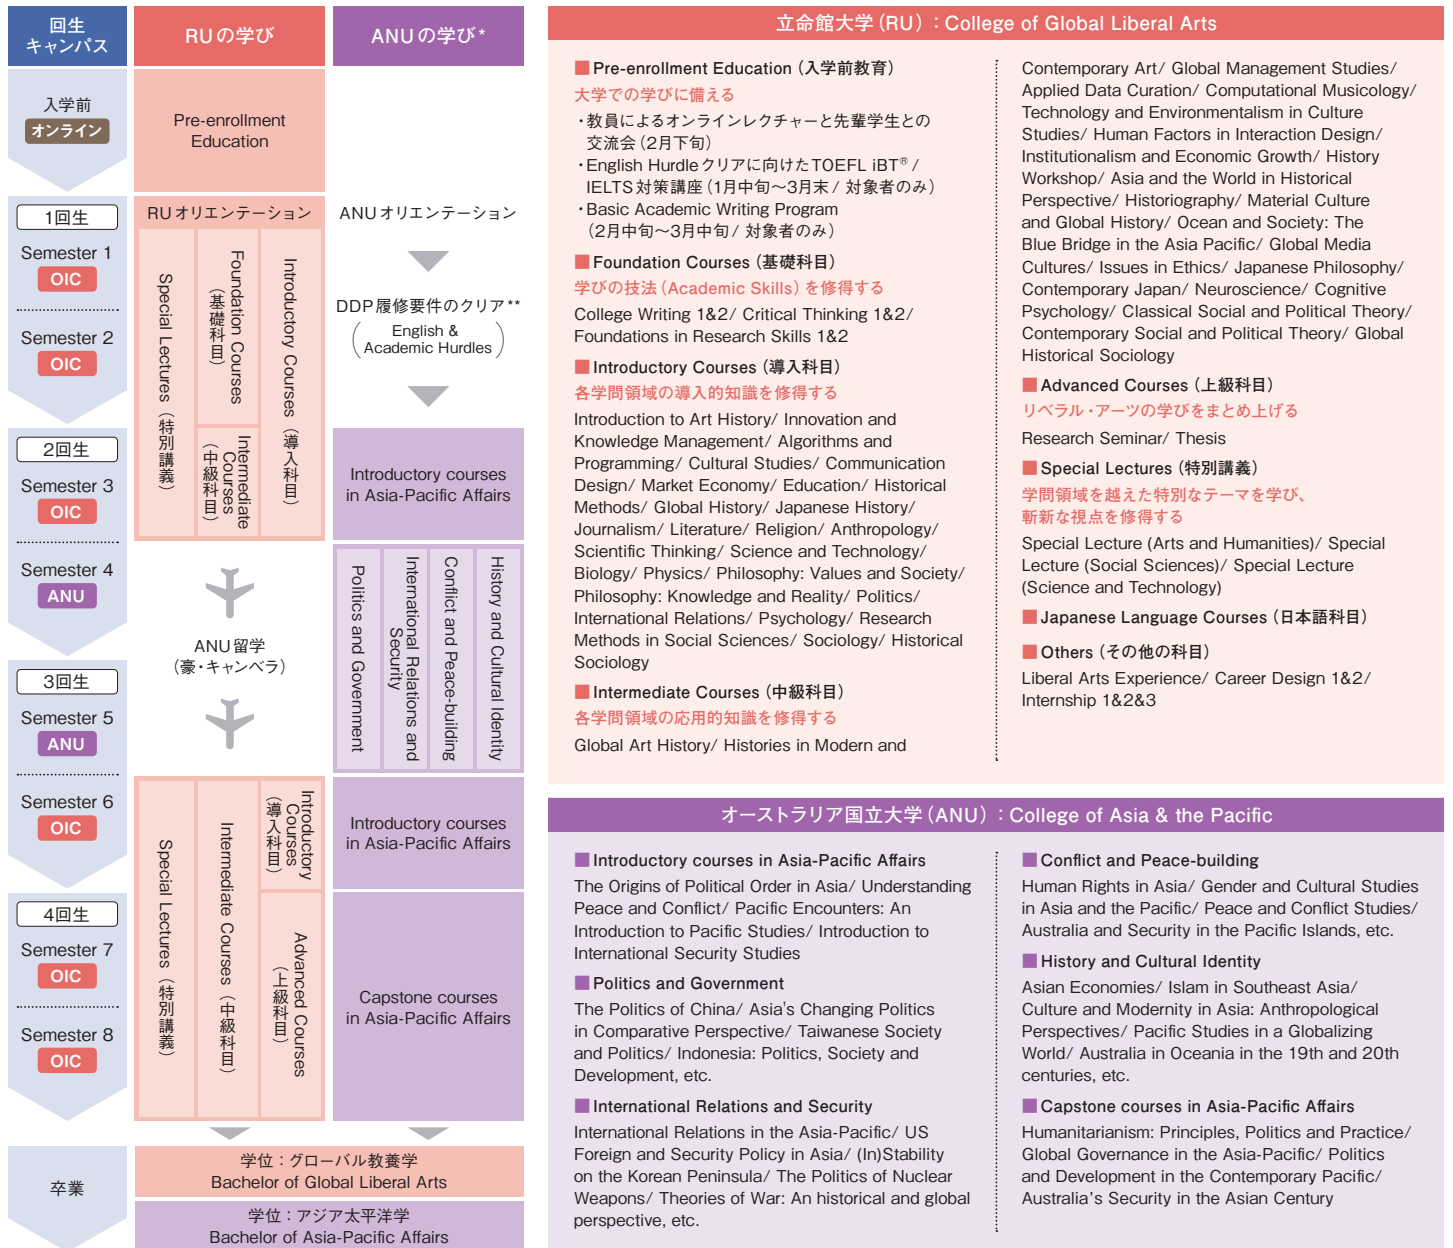 回生
キャンパス
RUの学び
ANUの学び*
入学前
オンライン
Pre-enrollment
Education
1回生
Semester 1
OIC
Semester 2
OIC
RUオリエンテーション
Special Lectures（特別講義）
Foundation Courses
（基礎科目）
Introductory Courses（導入科目）
Intermediate
Courses
（中級科目）
ANUオリエンテーション
DDP履修要件のクリア**
(English &
Academic Hurdles)
2回生
Semester 3
OIC
Semester 4
ANU
Introductory courses
in Asia-Pacific Affairs
ANU留学
（豪・キャンベラ）
Politics and Government
International Relations and
Security
Conflict and Peace-building
History and Cultural Identity
3回生
Semester 5
ANU
Semester 6
OIC
Special Lectures（特別講義）
Intermediate Courses（中級科目）
Introductory
Courses
（導入科目）
Introductory courses
in Asia-Pacific Affairs
4回生
Semester 7
OIC
Semester 8
OIC
Advanced Courses
（上級科目）
Capstone courses
in Asia-Pacific Affairs
卒業
学位：グローバル教養学
Bachelor of Global Liberal Arts
学位：アジア太平洋学
Bachelor of Asia-Pacific Affairs
立命館大学（RU）：College of Global Liberal Arts
■Pre-enrollment Education（入学前教育）
大学での学びに備える
・教員によるオンラインレクチャーと先輩学生との
交流会（2月下旬）
・English Hurdleクリアに向けたTOEFL iBT® /
IELTS対策講座（1月中旬〜3月末 / 対象者のみ）
・Basic Academic Writing Program
（2月中旬〜3月中旬 / 対象者のみ）
■Foundation Courses（基礎科目）
学びの技法（Academic Skills）を修得する
College Writing 1&2/ Critical Thinking 1&2/
Foundations in Research Skills 1&2
■Introductory Courses（導入科目）
各学問領域の導入的知識を修得する
Introduction to Art History/ Innovation and
Knowledge Management/ Algorithms and
Programming/ Cultural Studies/ Communication
Design/ Market Economy/ Education/ Historical
Methods/ Global History/ Japanese History/
Journalism/ Literature/ Religion/ Anthropology/
Scientific Thinking/ Science and Technology/
Biology/ Physics/ Philosophy: Values and Society/
Philosophy: Knowledge and Reality/ Politics/
International Relations/ Psychology/ Research
Methods in Social Sciences/ Sociology/ Historical
Sociology
■Intermediate Courses（中級科目）
各学問領域の応用的知識を修得する
Global Art History/ Histories in Modern and
Contemporary Art/ Global Management Studies/
Applied Data Curation/ Computational Musicology/
Technology and Environmentalism in Culture
Studies/ Human Factors in Interaction Design/
Institutionalism and Economic Growth/ History
Workshop/ Asia and the World in Historical
Perspective/ Historiography/ Material Culture
and Global History/ Ocean and Society: The
Blue Bridge in the Asia Pacific/ Global Media
Cultures/ Issues in Ethics/ Japanese Philosophy/
Contemporary Japan/ Neuroscience/ Cognitive
Psychology/ Classical Social and Political Theory/
Contemporary Social and Political Theory/ Global
Historical Sociology
■Advanced Courses（上級科目）
リベラル・アーツの学びをまとめ上げる
Research Seminar/ Thesis
■Special Lectures（特別講義）
学問領域を越えた特別なテーマを学び、
斬新な視点を修得する
Special Lecture (Arts and Humanities)/ Special
Lecture (Social Sciences)/ Special Lecture
(Science and Technology)
■Japanese Language Courses（日本語科目）
■Others（その他の科目）
Liberal Arts Experience/ Career Design 1&2/
Internship 1&2&3
オーストラリア国立大学（ANU）：College of Asia & the Pacific
■Introductory courses in Asia-Pacific Affairs
The Origins of Political Order in Asia/ Understanding
Peace and Conflict/ Pacific Encounters: An
Introduction to Pacific Studies/ Introduction to
International Security Studies
■Politics and Government
The Politics of China/ Asia's Changing Politics
in Comparative Perspective/ Taiwanese Society
and Politics/ Indonesia: Politics, Society and
Development, etc.
■International Relations and Security
International Relations in the Asia-Pacific/ US
Foreign and Security Policy in Asia/ (In)Stability
on the Korean Peninsula/ The Politics of Nuclear
Weapons/ Theories of War: An historical and global
perspective, etc.
■Conflict and Peace-building
Human Rights in Asia/ Gender and Cultural Studies
in Asia and the Pacific/ Peace and Conflict Studies/
Australia and Security in the Pacific Islands, etc.
■History and Cultural Identity
Asian Economies/ Islam in Southeast Asia/
Culture and Modernity in Asia: Anthropological
Perspectives/ Pacific Studies in a Globalizing
World/ Australia in Oceania in the 19th and 20th
centuries, etc.
■Capstone courses in Asia-Pacific Affairs
Humanitarianism: Principles, Politics and Practice/
Global Governance in the Asia-Pacific/ Politics
and Development in the Contemporary Pacific/
Australia's Security in the Asian Century